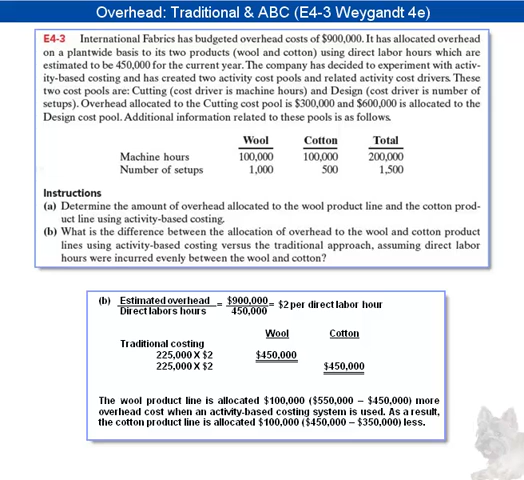 Overhead: Traditional & ABC (E4-3 Weygandt 4e)
E4-3 International Fabrics has budgeted overhead costs of $900,000. It has allocated overhead
on a plantwide basis to its two products (wool and cotton) using direct labor hours which are
estimated to be 450,000 for the current year. The company has decided to experiment with activ-
ity-based costing and has created two activity cost pools and related activity cost drivers. These
two cost pools are: Cutting (cost driver is machine hours) and Design (cost driver is number of
setups). Overhead allocated to the Cutting cost pool is $300,000 and $600,000 is allocated to the
Design cost pool. Additional information related to these pools is as follows.
Wool Cotton Total
Machine hours 100,000 100,000 200,000
Number of setups 1,000 500 1,500
Instructions
(a) Determine the amount of overhead allocated to the wool product line and the cotton prod-
uct line using activity-based costing.
(b) What is the difference between the allocation of overhead to the wool and cotton product
lines using activity-based costing versus the traditional approach, assuming direct labor
hours were incurred evenly between the wool and cotton?
(b) Estimated overhead = $900,000 = $2 per direct labor hour
Direct labors hours 450,000
Wool Cotton
Traditional costing
225,000 X $2 $450,000
225,000 X $2 $450,000
The wool product line is allocated $100,000 ($550,000 – $450,000) more
overhead cost when an activity-based costing system is used. As a result,
the cotton product line is allocated $100,000 ($450,000 – $350,000) less.